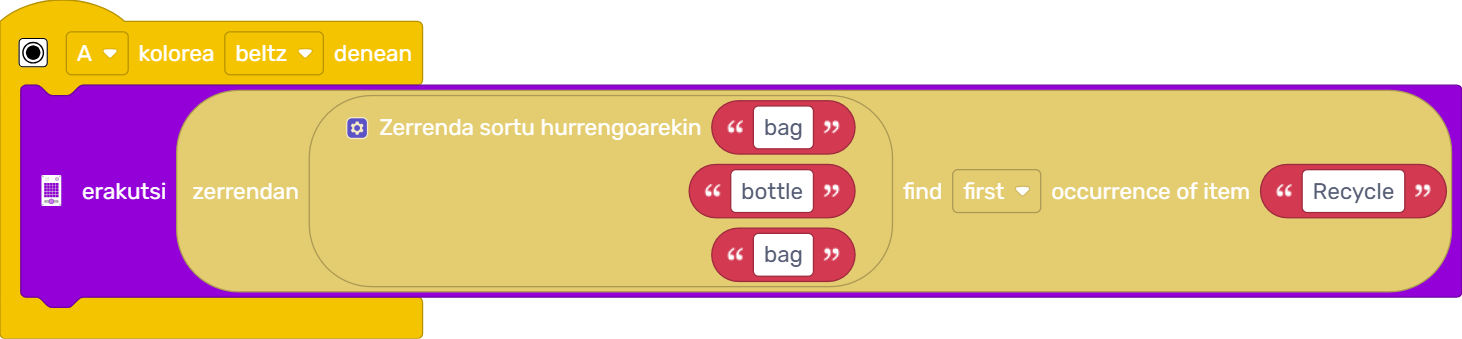 A kolorea beltz denean
Zerrenda sortu hurrengoarekin “ bag ”
erakutsi zerrendan “ bottle ” find first occurrence of item “ Recycle ”
“ bag ”